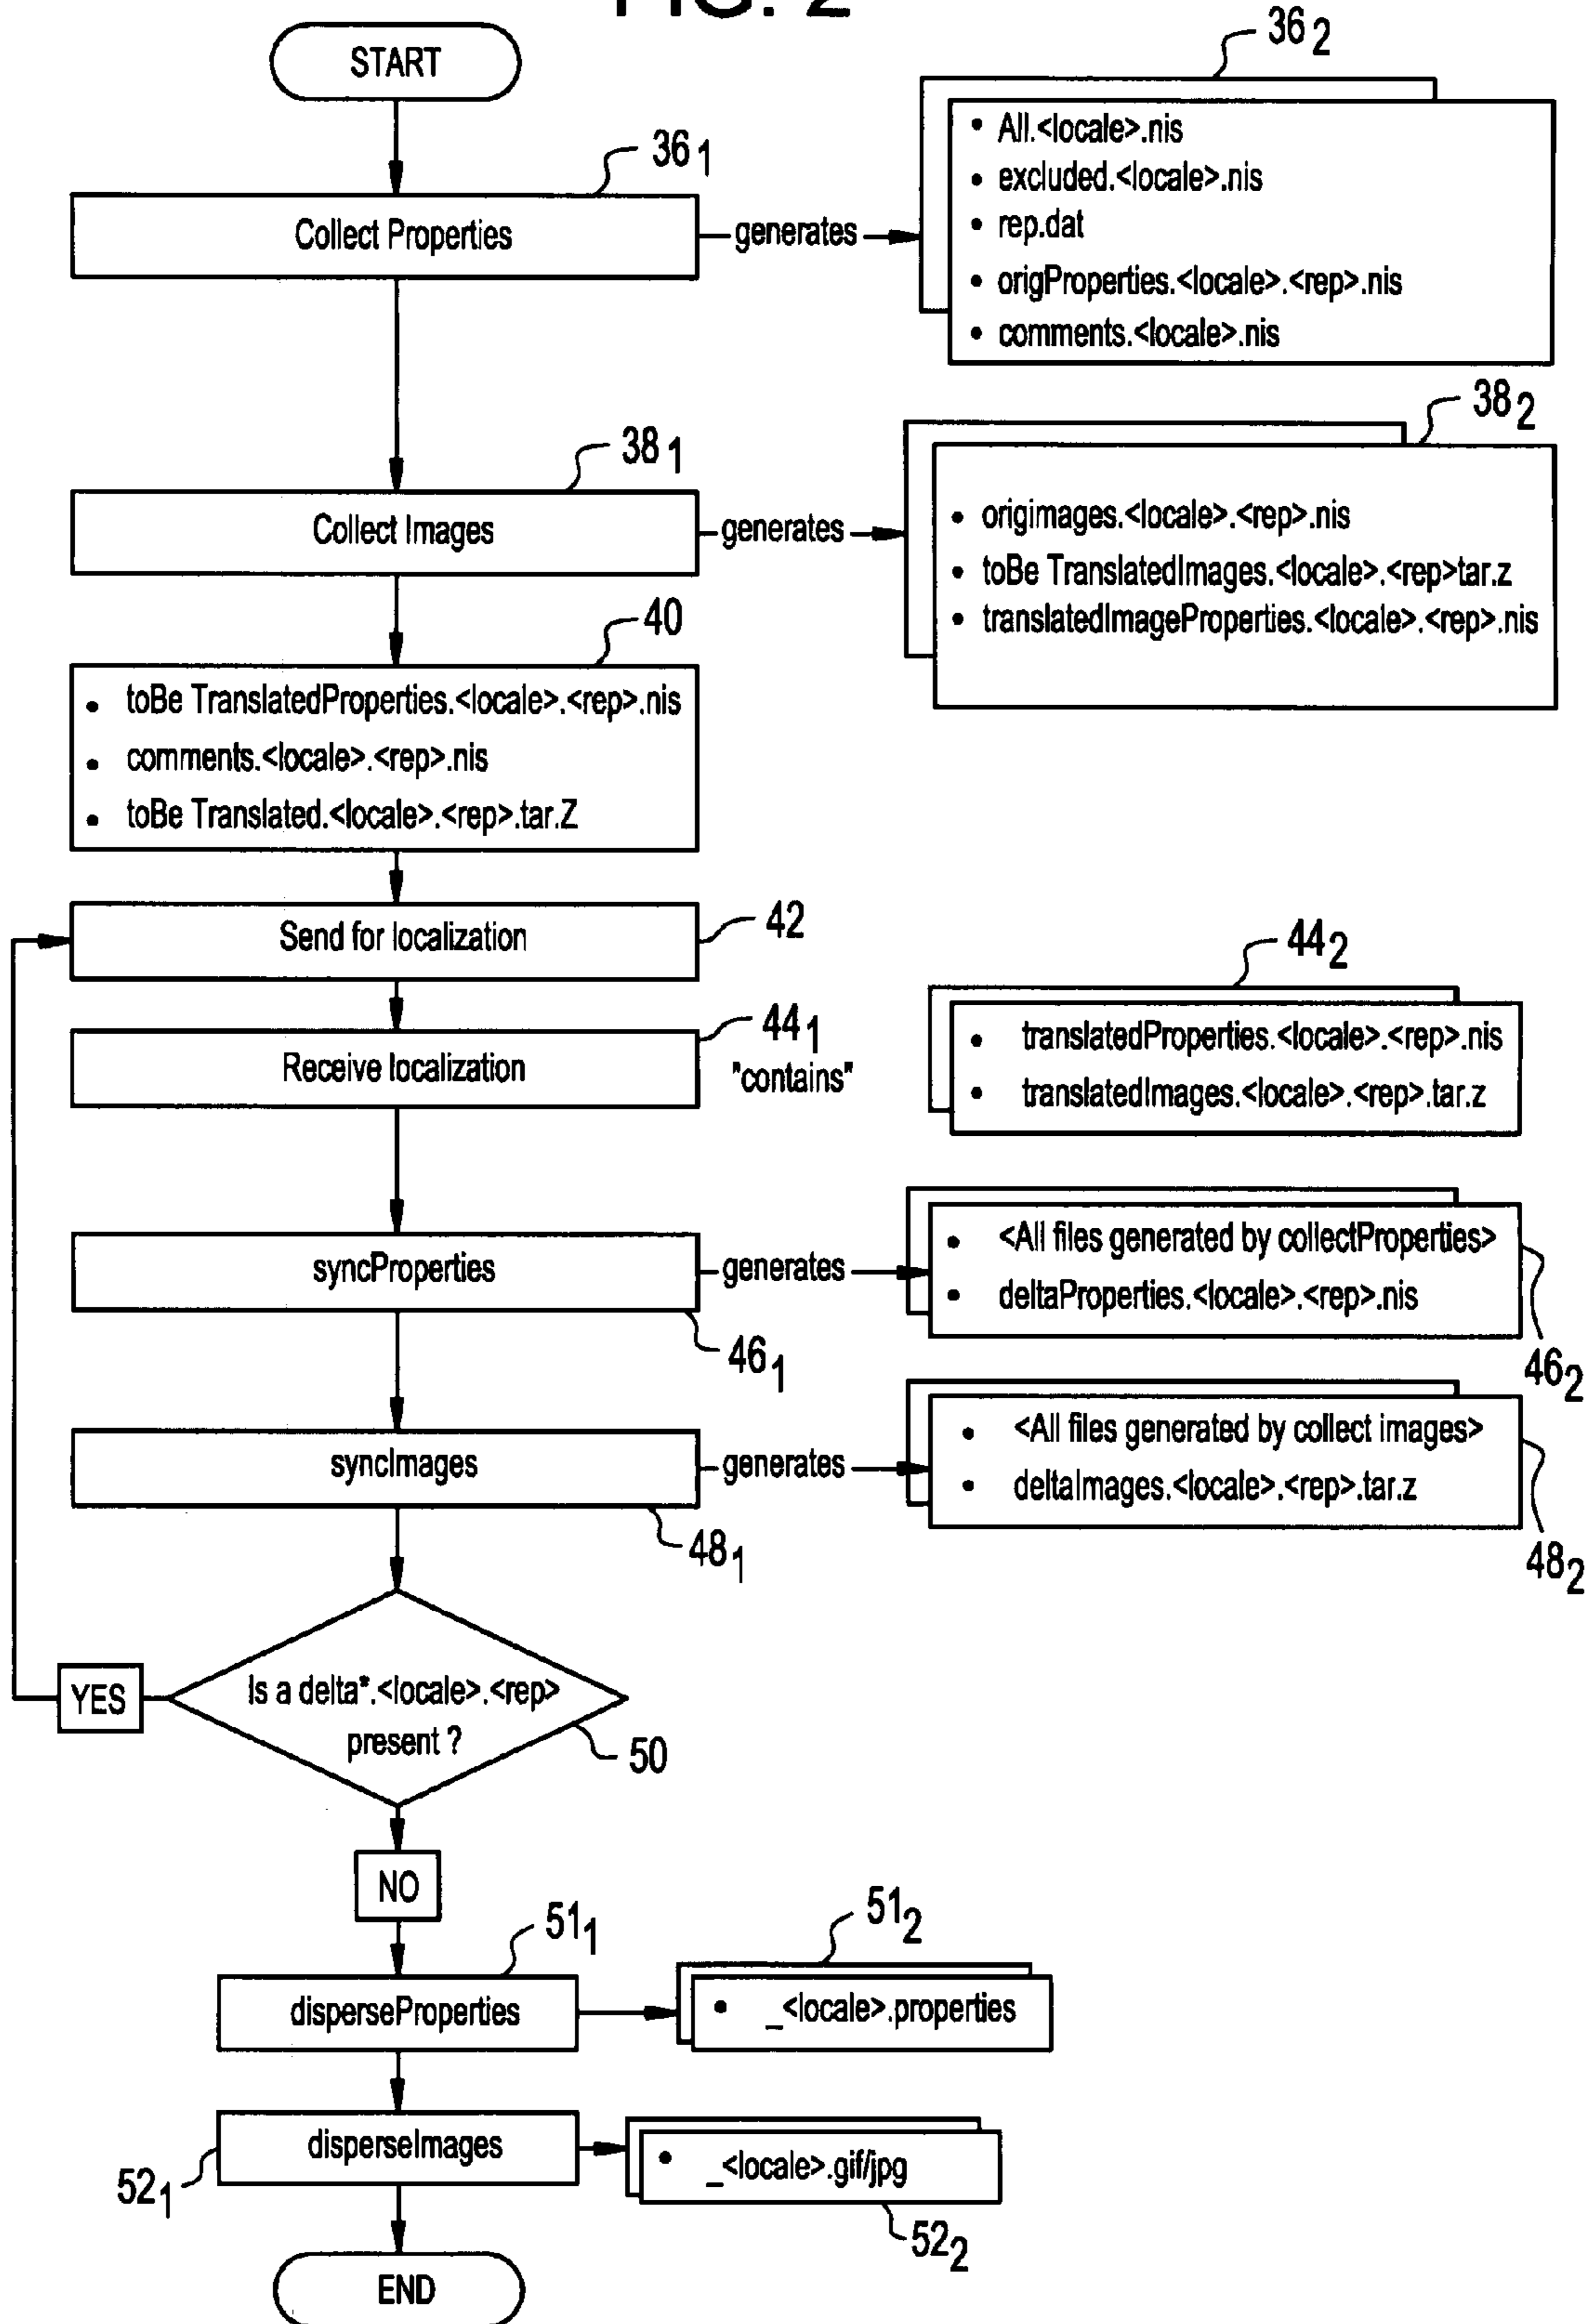 FIG. 2
START
36 2
• All.<locale>.nis
• excluded.<locale>.nis
• rep.dat
• origProperties.<locale>.<rep>.nis
• comments.<locale>.nis
36 1
Collect Properties
generates
38 2
• origimages.<locale>.<rep>.nis
• toBe TranslatedImages.<locale>.<rep>tar.z
• translatedImageProperties.<locale>.<rep>.nis
38 1
Collect Images
generates
40
• toBe TranslatedProperties.<locale>.<rep>.nis
• comments.<locale>.<rep>.nis
• toBe Translated.<locale>.<rep>.tar.Z
Send for localization
42
44 1
Receive localization
"contains"
44 2
• translatedProperties.<locale>.<rep>.nis
• translatedImages.<locale>.<rep>.tar.z
syncProperties
generates
46 1
• <All files generated by collectProperties>
• deltaProperties.<locale>.<rep>.nis
46 2
syncImages
generates
48 1
• <All files generated by collect images>
• deltaImages.<locale>.<rep>.tar.z
48 2
YES
Is a delta*.<locale>.<rep>
present ?
50
NO
51 1
disperseProperties
51 2
• _<locale>.properties
disperseImages
52 1
• _<locale>.gif/jpg
52 2
END